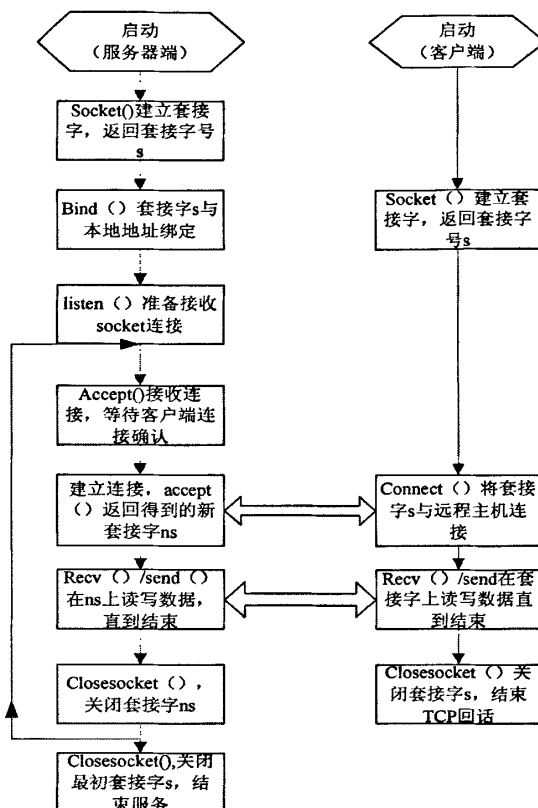 启动
（服务器端）
Socket()建立套接
字，返回套接字号
s
Bind（）套接字s与
本地地址绑定
listen（）准备接收
socket连接
Accept()接收连
接，等待客户端连
接确认
建立连接，accept
（）返回得到的新
套接字ns
Recv（）/send（）
在ns上读写数据，
直到结束
Closesocket（），
关闭套接字ns
Closesocket(),关闭
最初套接字s，结
束服务
启动
（客户端）
Socket（）建立套
接字，返回套接字
号s
Connect（）将套接
字s与远程主机连
接
Recv（）/send在套
接字上读写数据直
到结束
Closesocket（）关
闭套接字s，结束
TCP回话